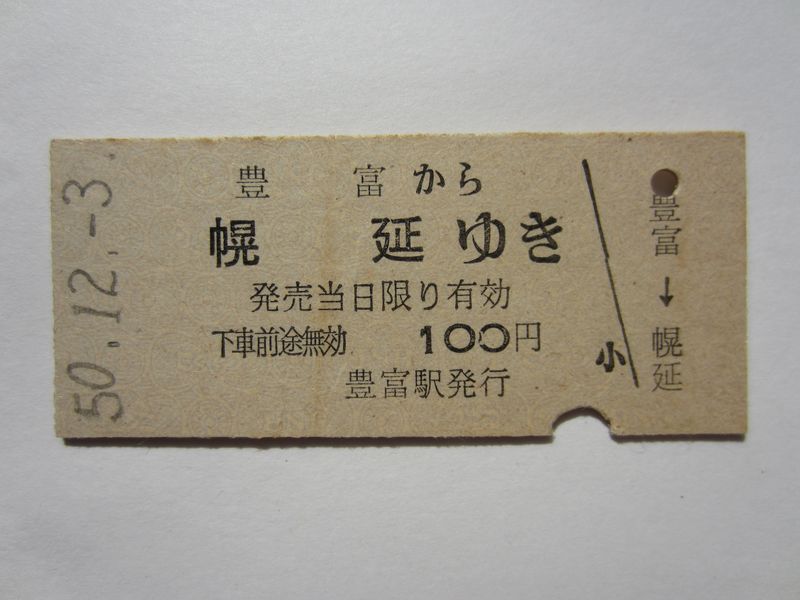 50.12.-3.
豊富から
幌延ゆき
発売当日限り有効
下車前途無効 100円
豊富駅発行
小
豊富→幌延